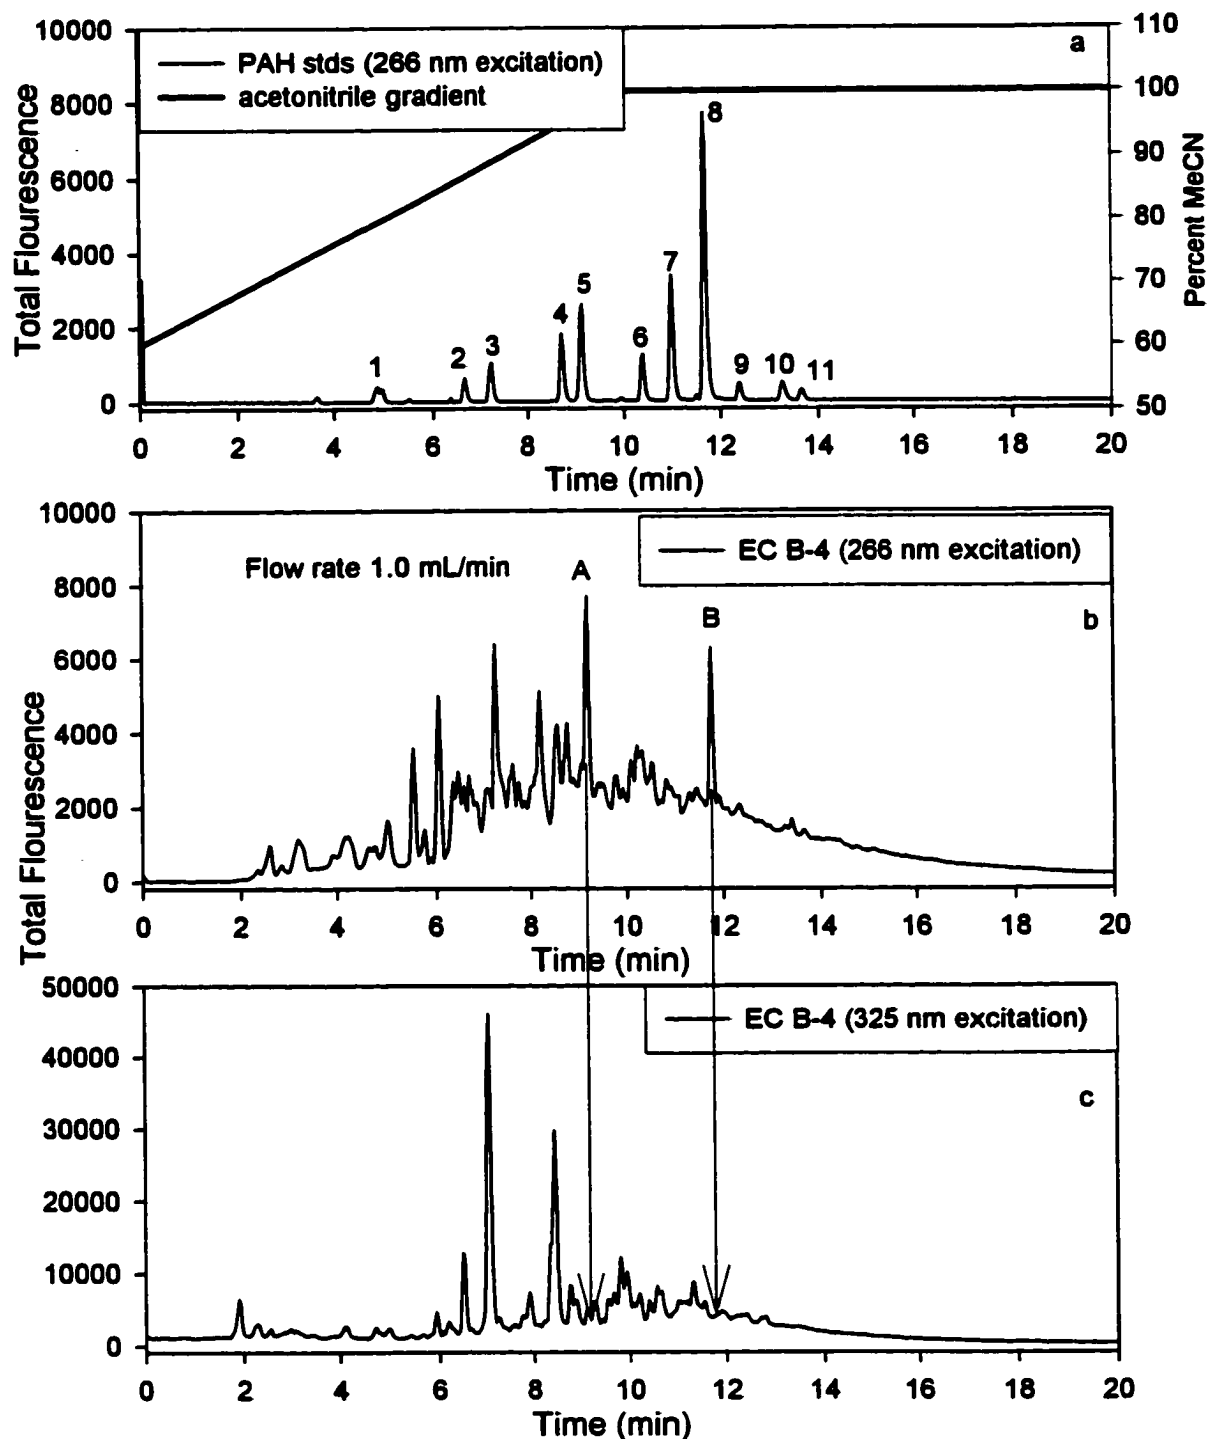 10000
8000
6000
4000
2000
0
Total Flourescence
PAH stds (266 nm excitation)
acetonitrile gradient
a
110
100
90
80
70
60
50
Percent MeCN
1
2
3
4
5
6
7
8
9
10
11
0 2 4 6 8 10 12 14 16 18 20
Time (min)
10000
8000
6000
4000
2000
0
Total Flourescence
Flow rate 1.0 mL/min
A
B
EC B-4 (266 nm excitation)
b
0 2 4 6 8 10 12 14 16 18 20
Time (min)
50000
40000
30000
20000
10000
0
EC B-4 (325 nm excitation)
c
0 2 4 6 8 10 12 14 16 18 20
Time (min)